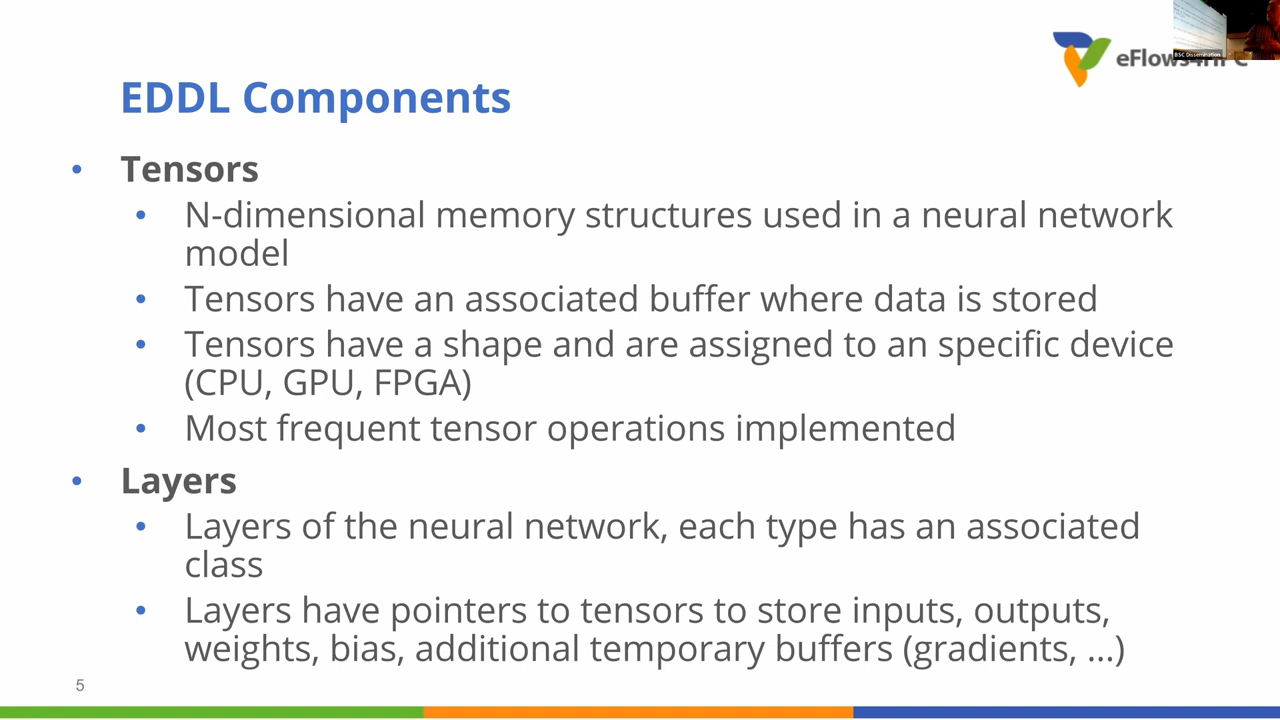 BSC Dissemination
eFlows4HPC
EDDL Components
• Tensors
• N-dimensional memory structures used in a neural network
model
• Tensors have an associated buffer where data is stored
• Tensors have a shape and are assigned to an specific device
(CPU, GPU, FPGA)
• Most frequent tensor operations implemented
• Layers
• Layers of the neural network, each type has an associated
class
• Layers have pointers to tensors to store inputs, outputs,
weights, bias, additional temporary buffers (gradients, ...)
5